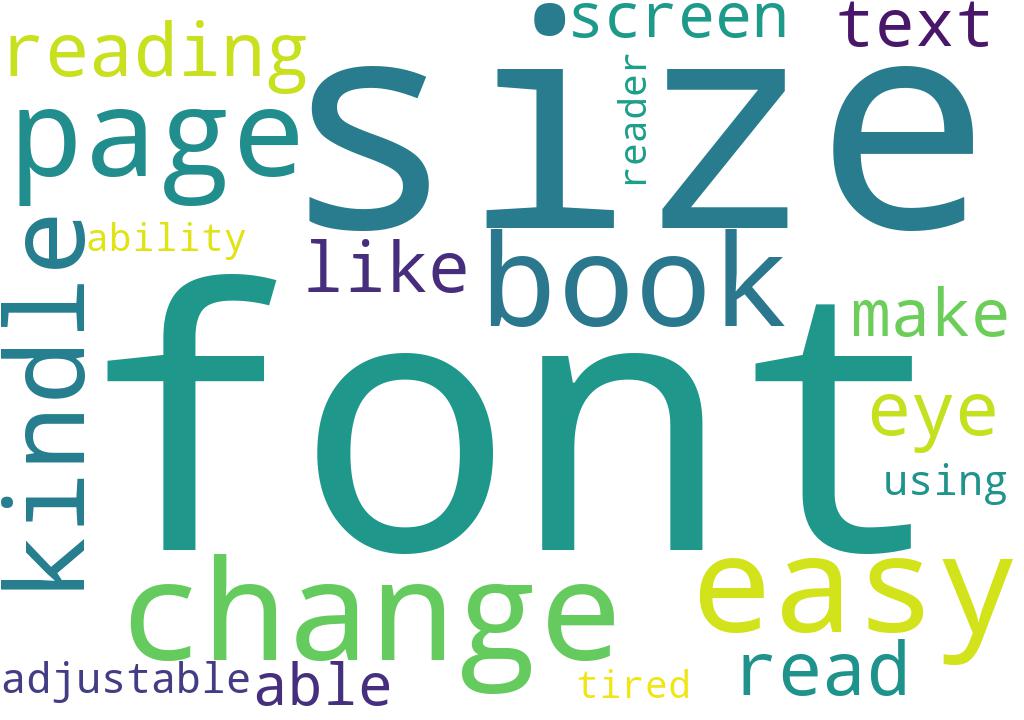 reading
screen
text
page
size
reader
ability
like
book
kindle
make
font
eye
using
change
easy
adjustable
able
tired
read